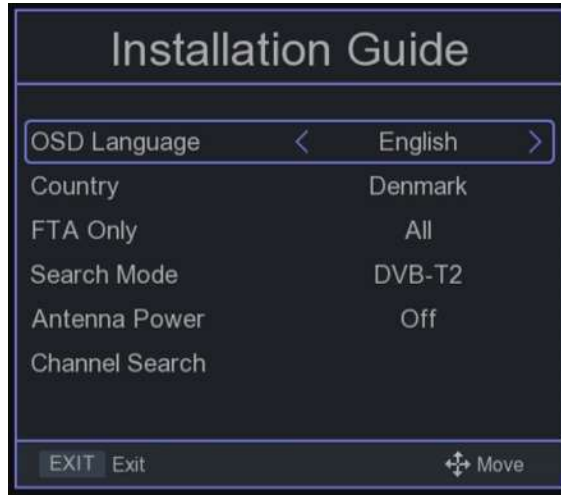 Installation Guide
OSD Language English
Country Denmark
FTA Only All
Search Mode DVB-T2
Antenna Power Off
Channel Search
EXIT Exit Move